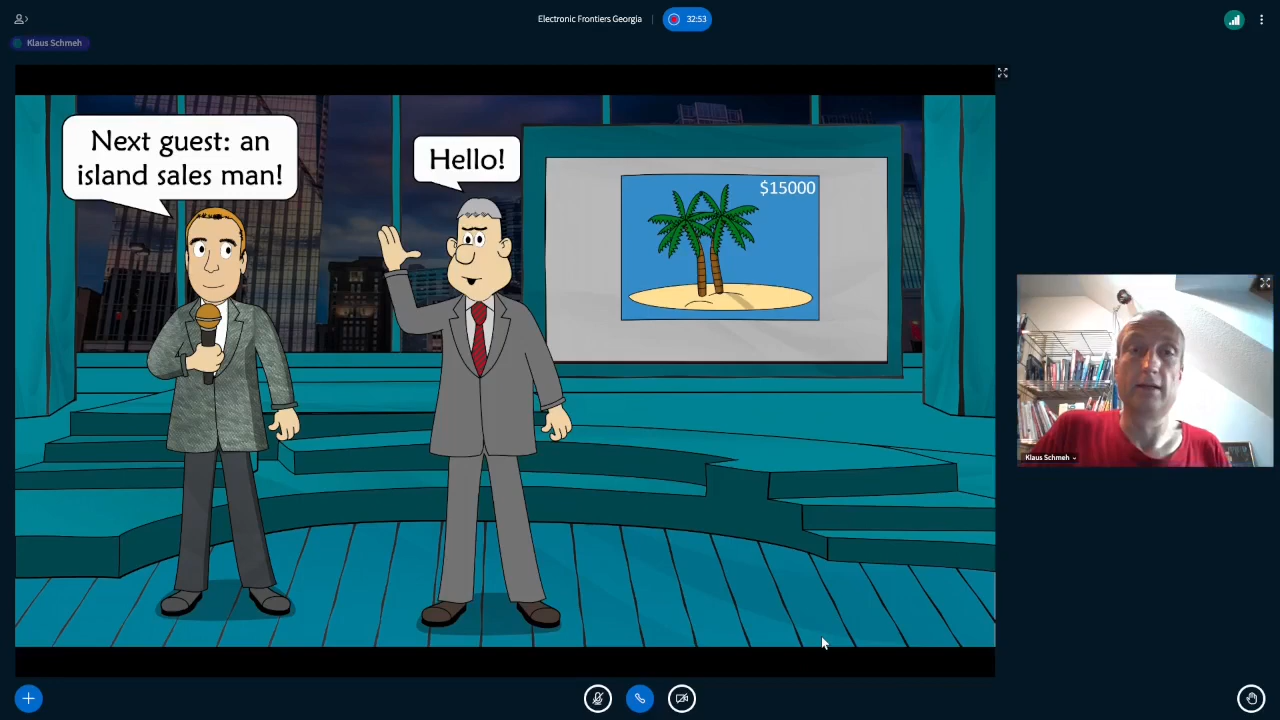 Electronic Frontiers Georgia
32:53
Klaus Schmeh
Next guest: an
island sales man!
Hello!
$15000
Klaus Schmeh